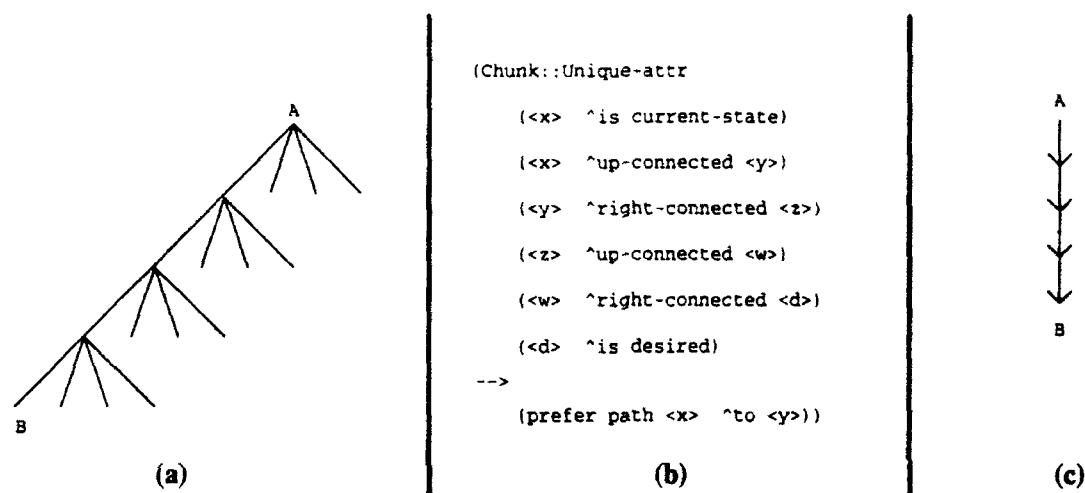 A
B
(a)
(Chunk::Unique-attr
(<x> ^is current-state)
(<x> ^up-connected <y>)
(<y> ^right-connected <z>)
(<z> ^up-connected <w>)
(<w> ^right-connected <d>)
(<d> ^is desired)
-->
(prefer path <x> ^to <y>))
(b)
A
B
(c)